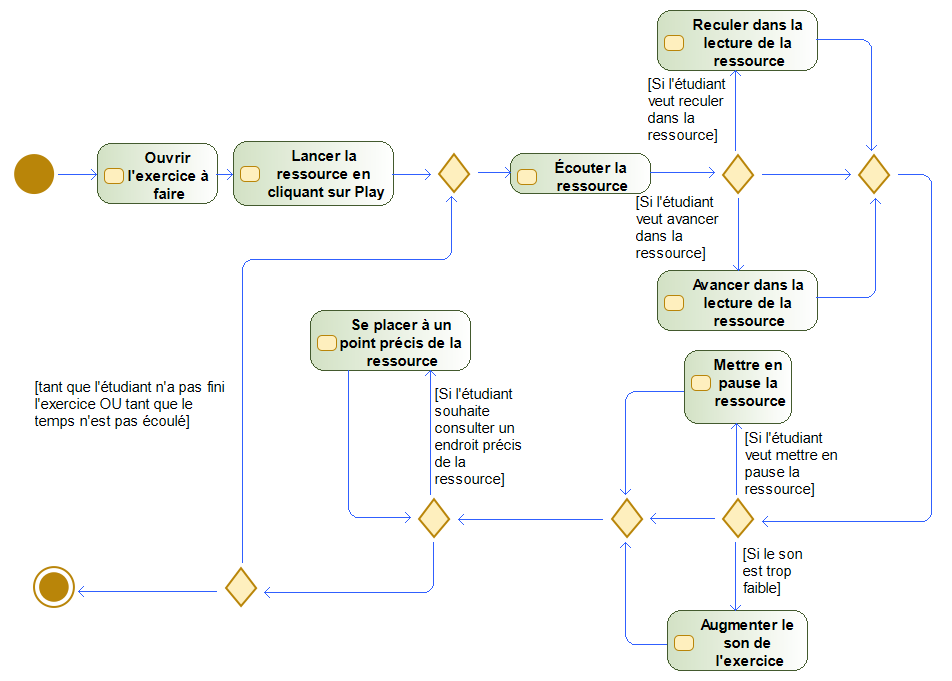 Reculer dans la
lecture de la
ressource
[Si l'étudiant
veut reculer
dans la
ressource]
Ouvrir
l'exercice à
faire
Lancer la
ressource en
cliquant sur Play
Écouter la
ressource
[Si l'étudiant
veut avancer
dans la
ressource]
Avancer dans la
lecture de la
ressource
Se placer à un
point précis de la
ressource
Mettre en
pause la
ressource
[tant que l'étudiant n'a pas fini
l'exercice OU tant que le
temps n'est pas écoulé]
[Si l'étudiant
souhaite
consulter un
endroit précis
de la
ressource]
[Si l'étudiant
veut mettre en
pause la
ressource]
[Si le son
est trop
faible]
Augmenter le
son de
l'exercice